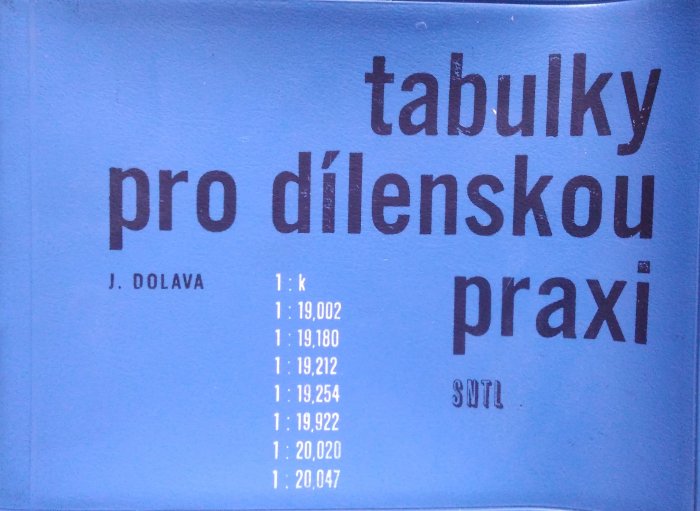 tabulky
pro dílenskou
praxi
J. DOLAVA
1 : k
1 : 19,002
1 : 19,180
1 : 19,212
1 : 19,254
1 : 19,922
1 : 20,020
1 : 20,047
SNTL